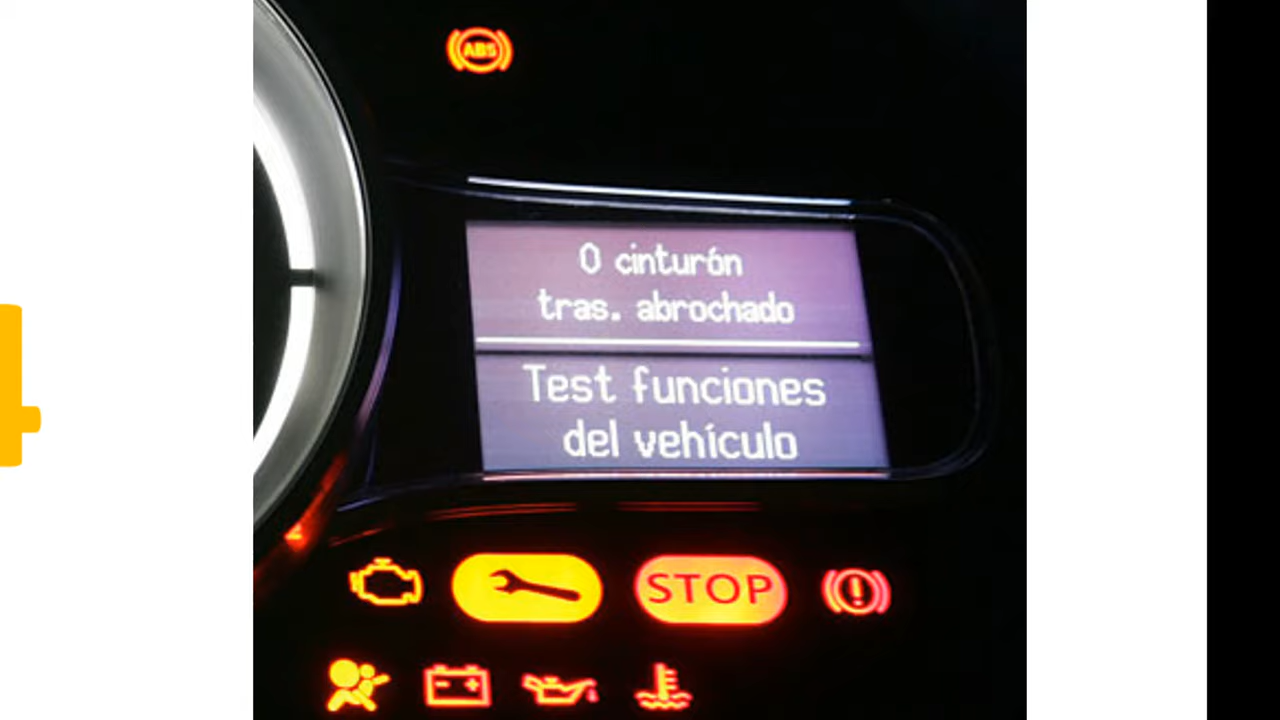 ABS
0 cinturón
tras. abrochado
Test funciones
del vehículo
STOP